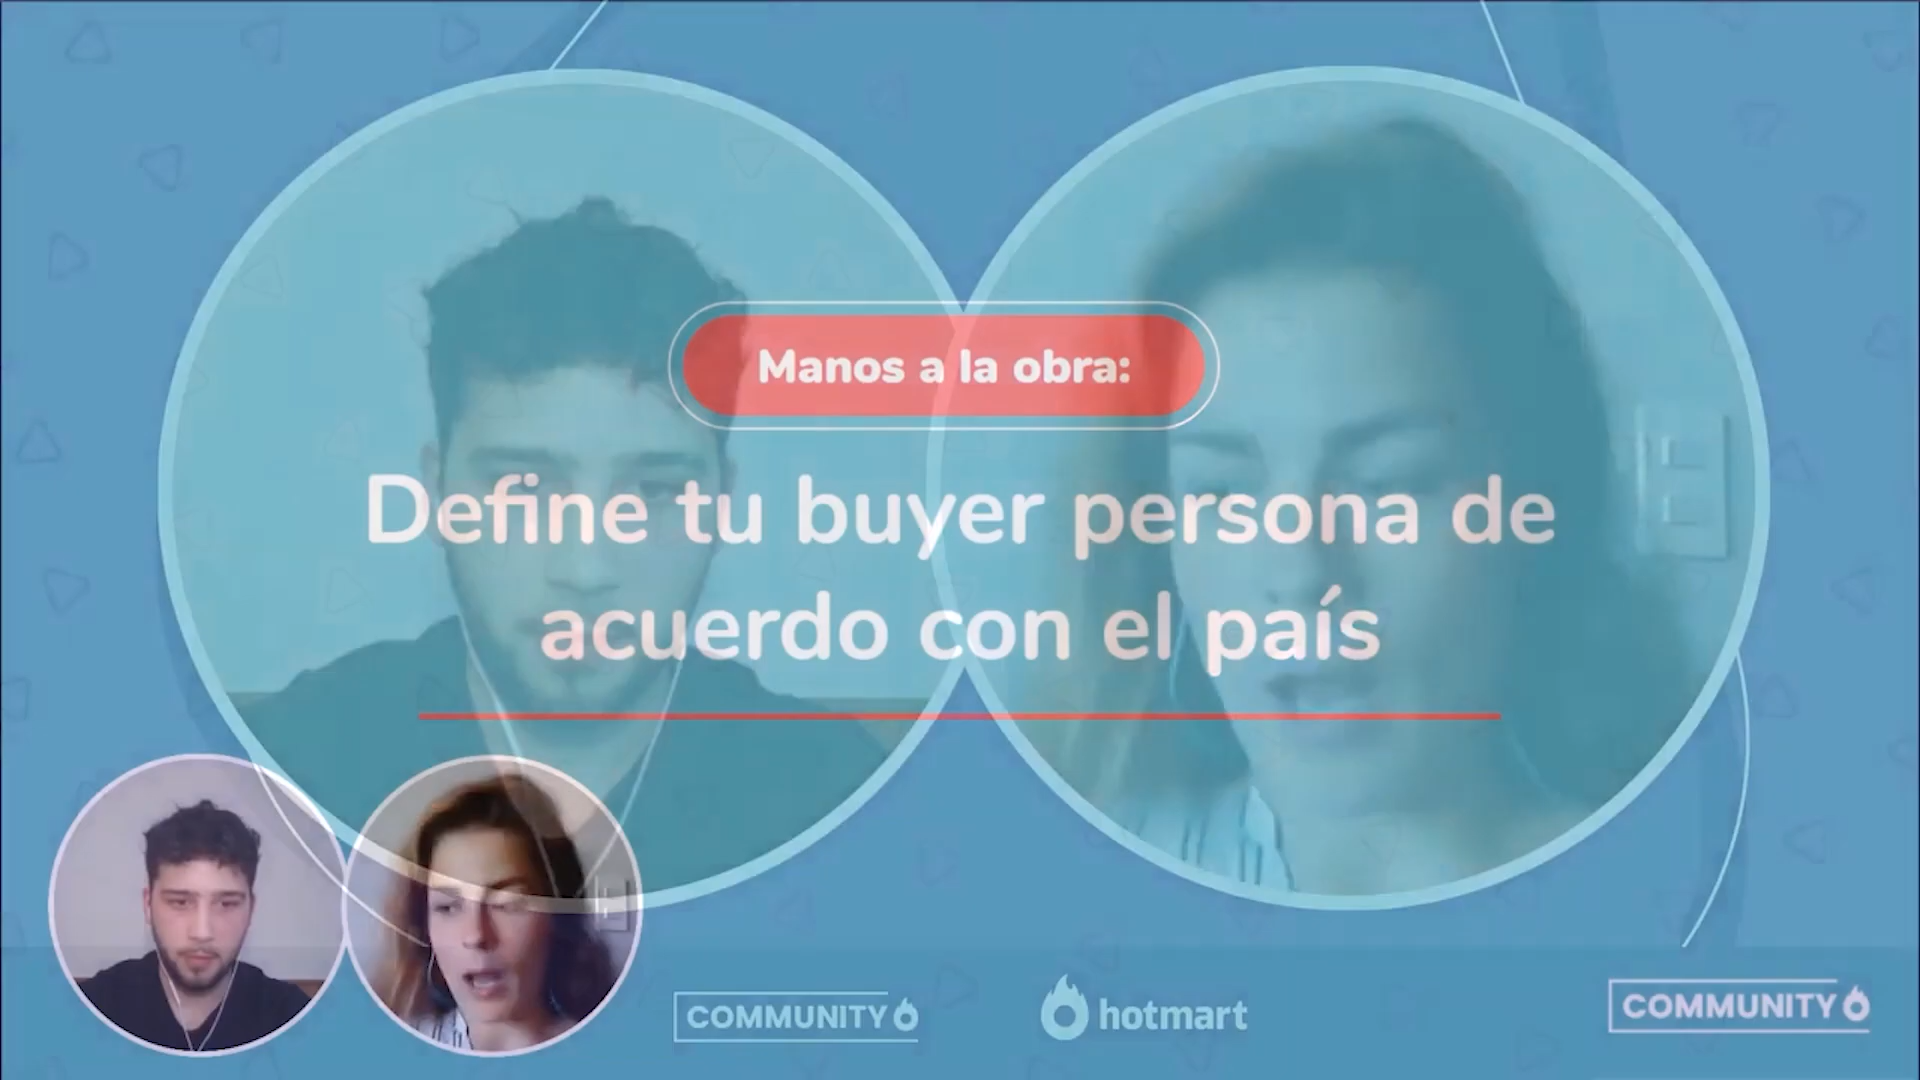 Manos a la obra:
Define tu buyer persona de
acuerdo con el país
COMMUNITY
hotmart
COMMUNITY